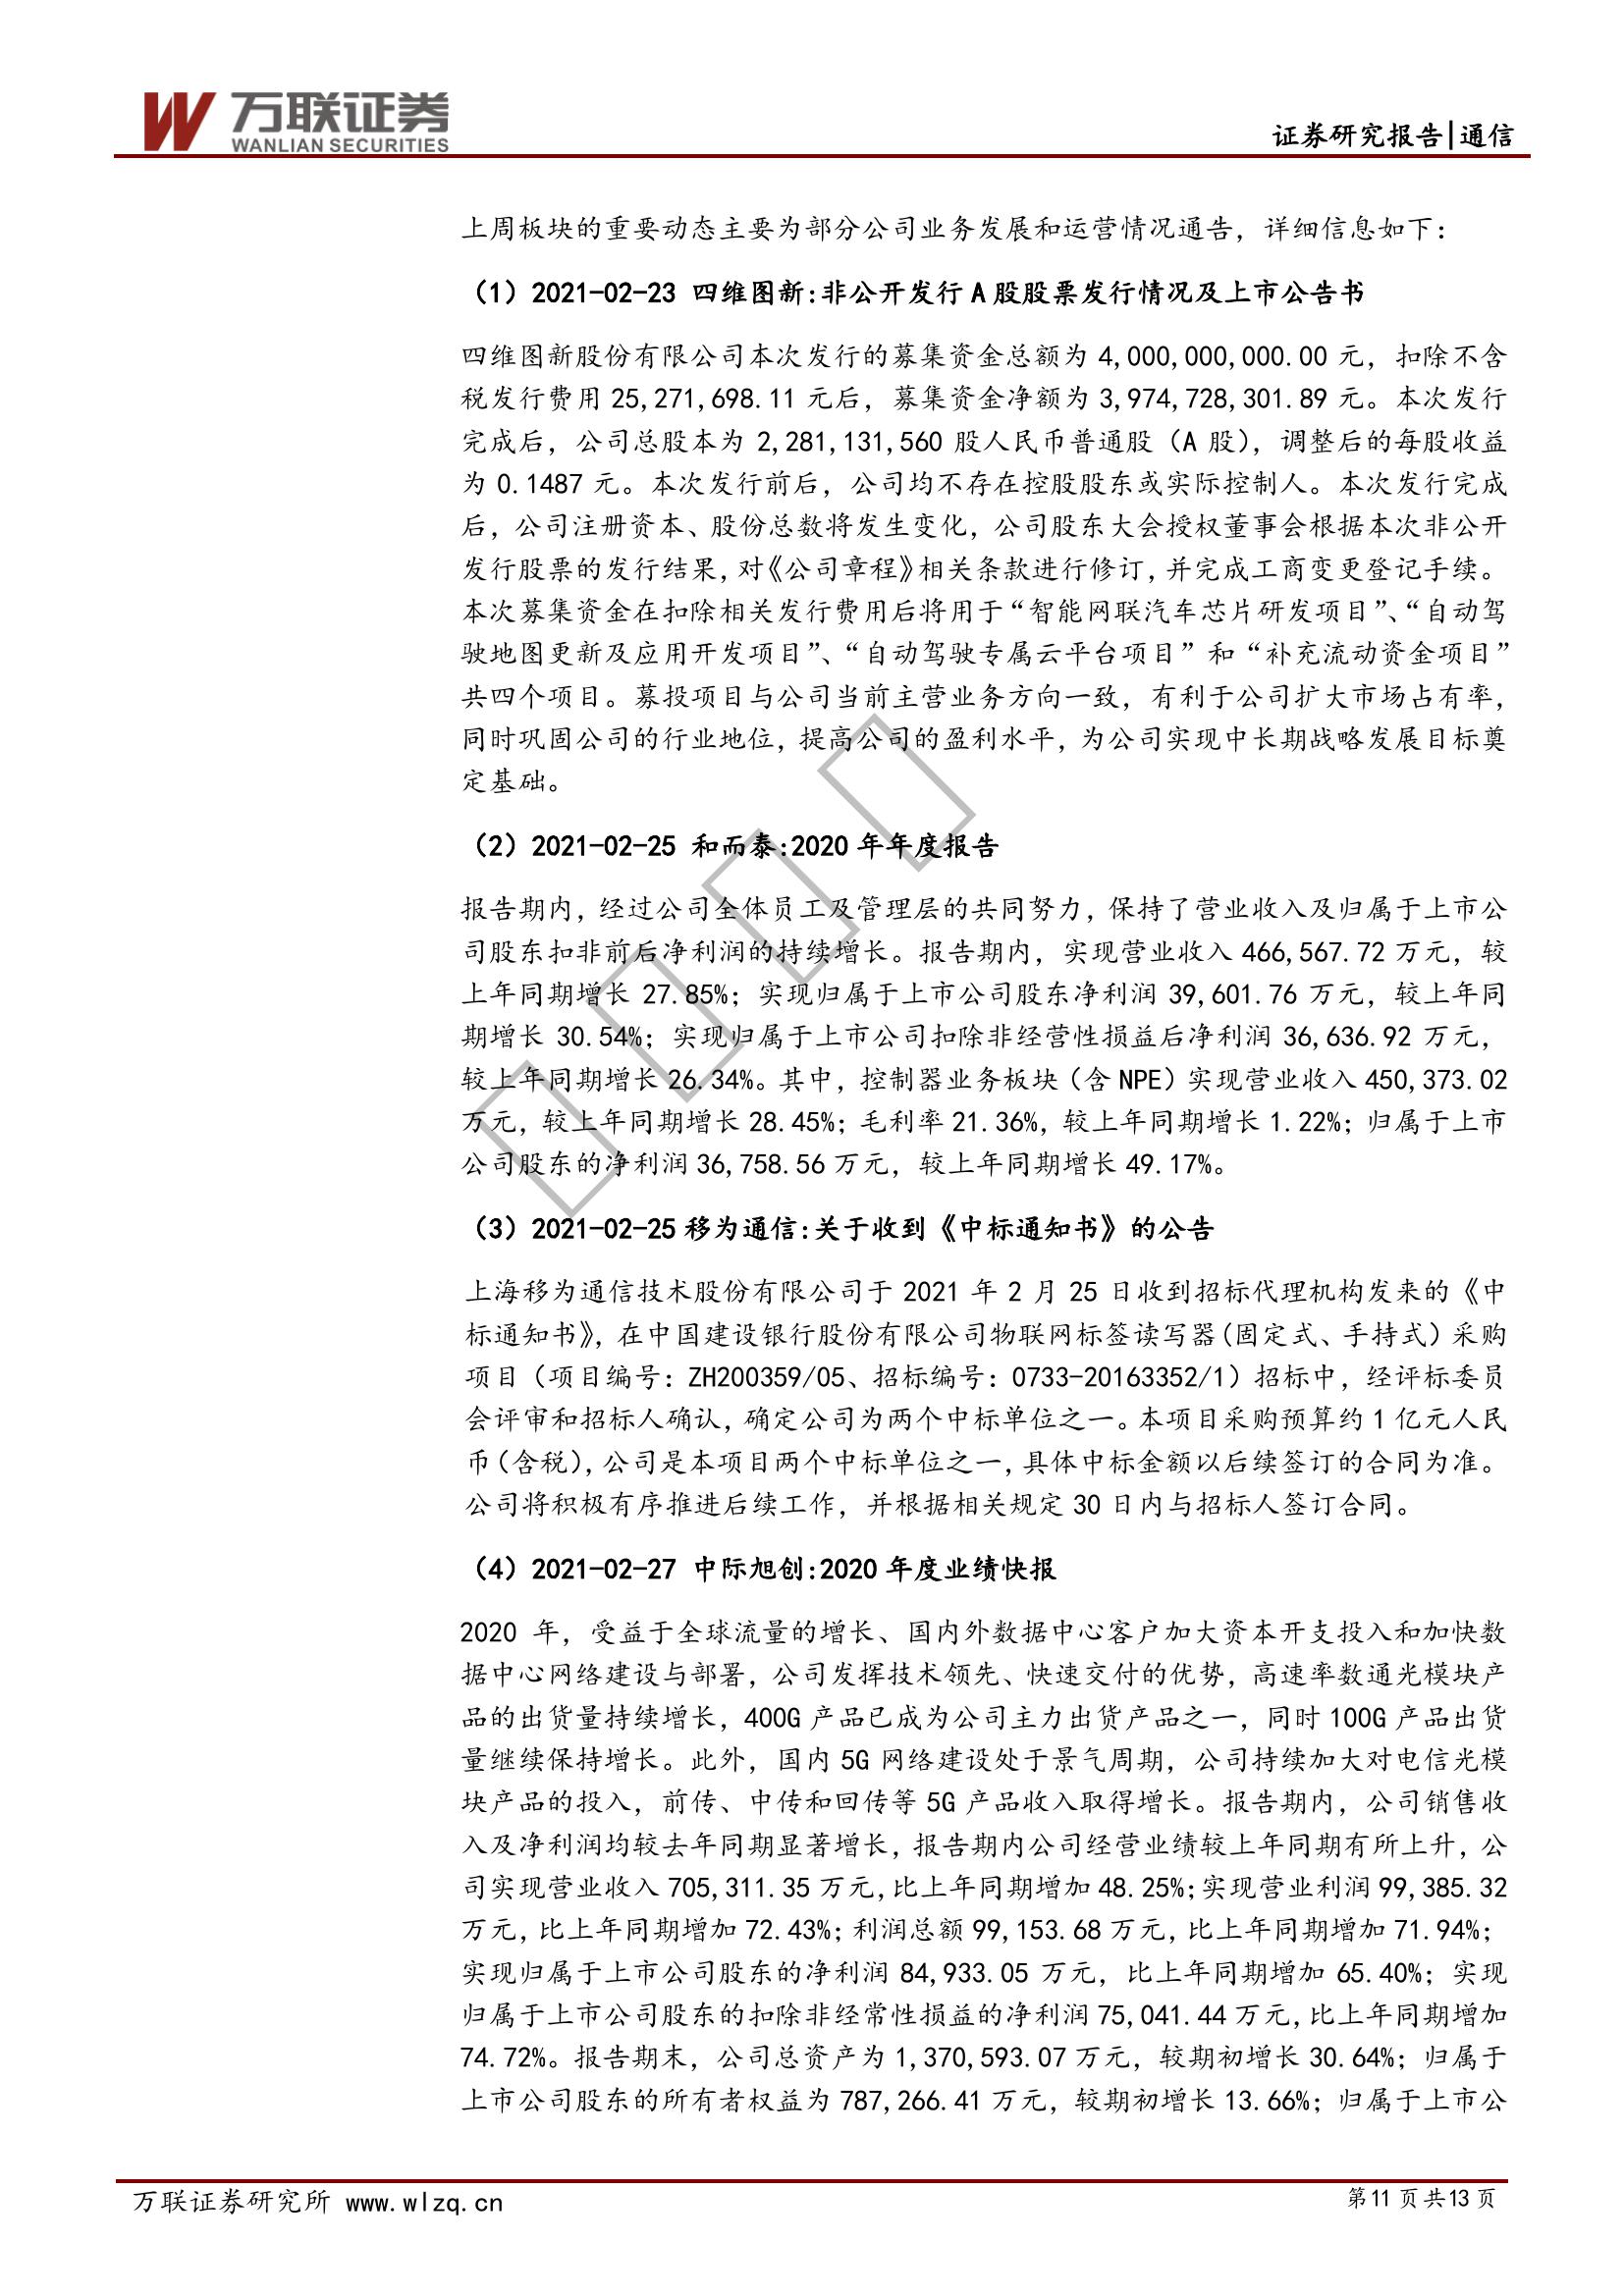 万联证券
WANLIAN SECURITIES
证券研究报告|通信
上周板块的重要动态主要为部分公司业务发展和运营情况通告，详细信息如下：
（1）2021-02-23 四维图新:非公开发行 A 股股票发行情况及上市公告书
四维图新股份有限公司本次发行的募集资金总额为 4,000,000,000.00 元，扣除不含
税发行费用 25,271,698.11 元后，募集资金净额为 3,974,728,301.89 元。本次发行
完成后，公司总股本为 2,281,131,560 股人民币普通股（A 股），调整后的每股收益
为 0.1487 元。本次发行前后，公司均不存在控股股东或实际控制人。本次发行完成
后，公司注册资本、股份总数将发生变化，公司股东大会授权董事会根据本次非公开
发行股票的发行结果，对《公司章程》相关条款进行修订，并完成工商变更登记手续。
本次募集资金在扣除相关发行费用后将用于“智能网联汽车芯片研发项目”、“自动驾
驶地图更新及应用开发项目”、“自动驾驶专属云平台项目”和“补充流动资金项目”
共四个项目。募投项目与公司当前主营业务方向一致，有利于公司扩大市场占有率，
同时巩固公司的行业地位，提高公司的盈利水平，为公司实现中长期战略发展目标奠
定基础。
（2）2021-02-25 和而泰:2020 年年度报告
报告期内，经过公司全体员工及管理层的共同努力，保持了营业收入及归属于上市公
司股东扣非前后净利润的持续增长。报告期内，实现营业收入 466,567.72 万元，较
上年同期增长 27.85%；实现归属于上市公司股东净利润 39,601.76 万元，较上年同
期增长 30.54%；实现归属于上市公司扣除非经营性损益后净利润 36,636.92 万元，
较上年同期增长 26.34%。其中，控制器业务板块（含 NPE）实现营业收入 450,373.02
万元，较上年同期增长 28.45%；毛利率 21.36%，较上年同期增长 1.22%；归属于上市
公司股东的净利润 36,758.56 万元，较上年同期增长 49.17%。
（3）2021-02-25 移为通信:关于收到《中标通知书》的公告
上海移为通信技术股份有限公司于 2021 年 2 月 25 日收到招标代理机构发来的《中
标通知书》，在中国建设银行股份有限公司物联网标签读写器（固定式、手持式）采购
项目（项目编号：ZH200359/05、招标编号：0733-20163352/1）招标中，经评标委员
会评审和招标人确认，确定公司为两个中标单位之一。本项目采购预算约 1 亿元人民
币（含税），公司是本项目两个中标单位之一，具体中标金额以后续签订的合同为准。
公司将积极有序推进后续工作，并根据相关规定 30 日内与招标人签订合同。
（4）2021-02-27 中际旭创:2020 年度业绩快报
2020 年，受益于全球流量的增长、国内外数据中心客户加大资本开支投入和加快数
据中心网络建设与部署，公司发挥技术领先、快速交付的优势，高速率数通光模块产
品的出货量持续增长，400G 产品已成为公司主力出货产品之一，同时 100G 产品出货
量继续保持增长。此外，国内 5G 网络建设处于景气周期，公司持续加大对电信光模
块产品的投入，前传、中传和回传等 5G 产品收入取得增长。报告期内，公司销售收
入及净利润均较去年同期显著增长，报告期内公司经营业绩较上年同期有所上升，公
司实现营业收入 705,311.35 万元，比上年同期增加 48.25%；实现营业利润 99,385.32
万元，比上年同期增加 72.43%；利润总额 99,153.68 万元，比上年同期增加 71.94%；
实现归属于上市公司股东的净利润 84,933.05 万元，比上年同期增加 65.40%；实现
归属于上市公司股东的扣除非经常性损益的净利润 75,041.44 万元，比上年同期增加
74.72%。报告期末，公司总资产为 1,370,593.07 万元，较期初增长 30.64%；归属于
上市公司股东的所有者权益为 787,266.41 万元，较期初增长 13.66%；归属于上市公
万联证券研究所 www.wlzq.cn
第 11 页 共 13 页